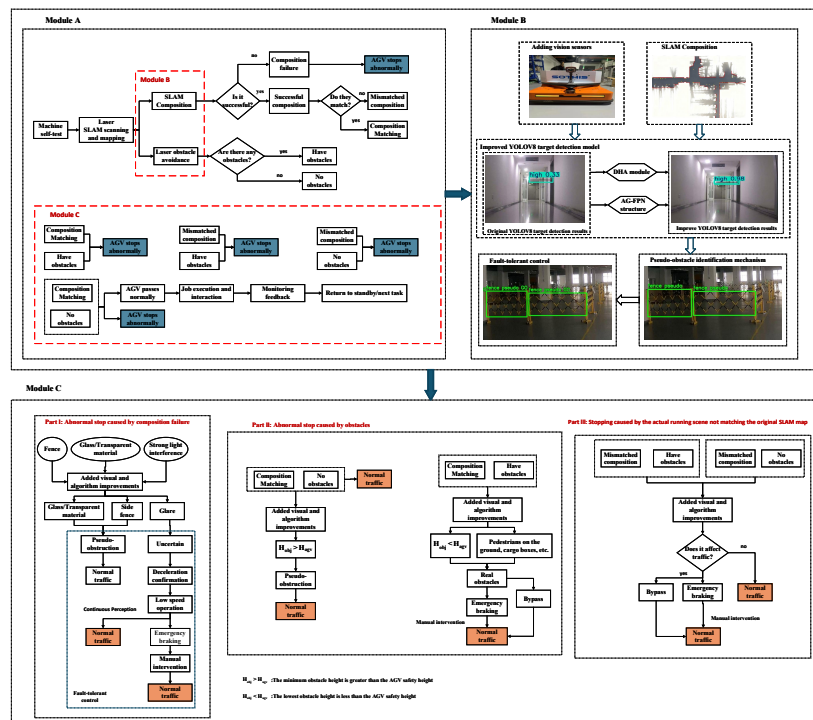 Module A
Module B
Machine
self-test
Laser
SLAM scanning
and mapping
Module B
SLAM
Composition
Laser obstacle
avoidance
no
yes
Is it
successful?
Composition
failure
AGV stops
abnormally
Successful
composition
Do they
match?
no
yes
Mismatched
composition
Composition
Matching
Are there any
obstacles?
yes
no
Have
obstacles
No
obstacles
Module C
Composition
Matching
Have
obstacles
AGV stops
abnormally
Mismatched
composition
Have
obstacles
AGV stops
abnormally
Mismatched
composition
No
obstacles
AGV stops
abnormally
Composition
Matching
No
obstacles
AGV passes
normally
Job execution and
interaction
Monitoring
feedback
Return to standby/next task
AGV stops
abnormally
Adding vision sensors
SLAM Composition
Improved YOLOV8 target detection model
high 0.33
DHA module
AG-FPN
structure
Original YOLOV8 target detection results
Improve YOLOV8 target detection results
Fault-tolerant control
Pseudo-obstacle identification mechanism
Module C
Part I: Abnormal stop caused by composition failure
Fence
Glass/Transparent
material
Strong light
interference
Added visual and
algorithm improvements
Glass/Transparent
material
Side
fence
Glare
Pseudo-
obstruction
Normal
traffic
Uncertain
Deceleration
confirmation
Low speed
operation
Continuous Perception
Normal
traffic
Emergency
braking
Manual
intervention
Normal
traffic
Fault-tolerant
control
Part II: Abnormal stop caused by obstacles
Composition
Matching
No
obstacles
Normal
traffic
Added visual and
algorithm
improvements
H obj > H agv
Pseudo-
obstruction
Normal
traffic
Composition
Matching
Have
obstacles
Added visual and
algorithm
improvements
H obj < H agv
Pedestrians on the
ground, cargo boxes, etc.
Real
obstacles
Emergency
braking
Bypass
Manual intervention
Normal
traffic
H obj > H agv :The minimum obstacle height is greater than the AGV safety height
H obj < H agv :The lowest obstacle height is less than the AGV safety height
Part III: Stopping caused by the actual running scene not matching the original SLAM map
Mismatched
composition
Have
obstacles
Mismatched
composition
No
obstacles
Added visual and
algorithm
improvements
Does it affect
traffic?
yes
no
Bypass
Emergency
braking
Normal
traffic
Manual intervention
Normal
traffic